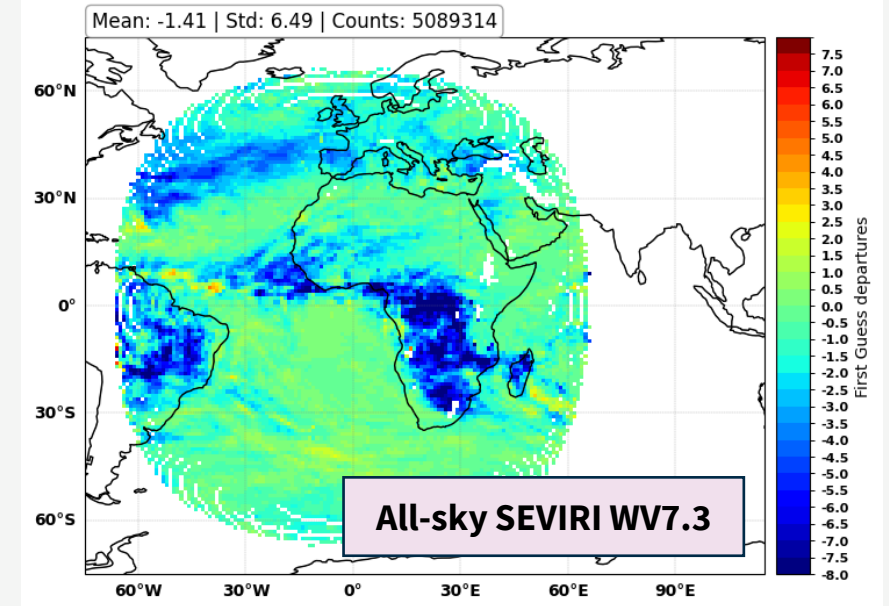 Mean: -1.41 | Std: 6.49 | Counts: 5089314
60°N
30°N
0°
30°S
60°S
60°W
30°W
0°
30°E
60°E
90°E
7.5
7.0
6.5
6.0
5.5
5.0
4.5
4.0
3.5
3.0
2.5
2.0
1.5
1.0
0.5
0.0
-0.5
-1.0
-1.5
-2.0
-2.5
-3.0
-3.5
-4.0
-4.5
-5.0
-5.5
-6.0
-6.5
-7.0
-7.5
-8.0
First Guess departures
All-sky SEVIRI WV7.3